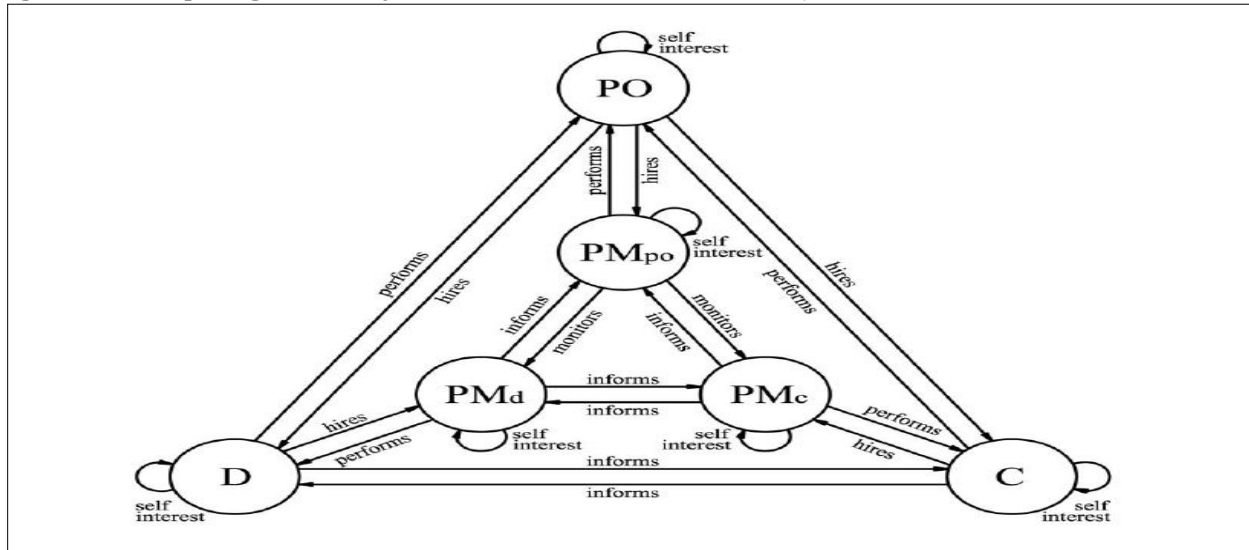 self
interest
PO
performs
hires
performs
hires
performs
hires
PMpo
self
interest
informs
monitors
monitors
informs
PMd
informs
informs
PMc
self
interest
self
interest
hires
performs
performs
hires
D
informs
informs
C
self
interest
self
interest